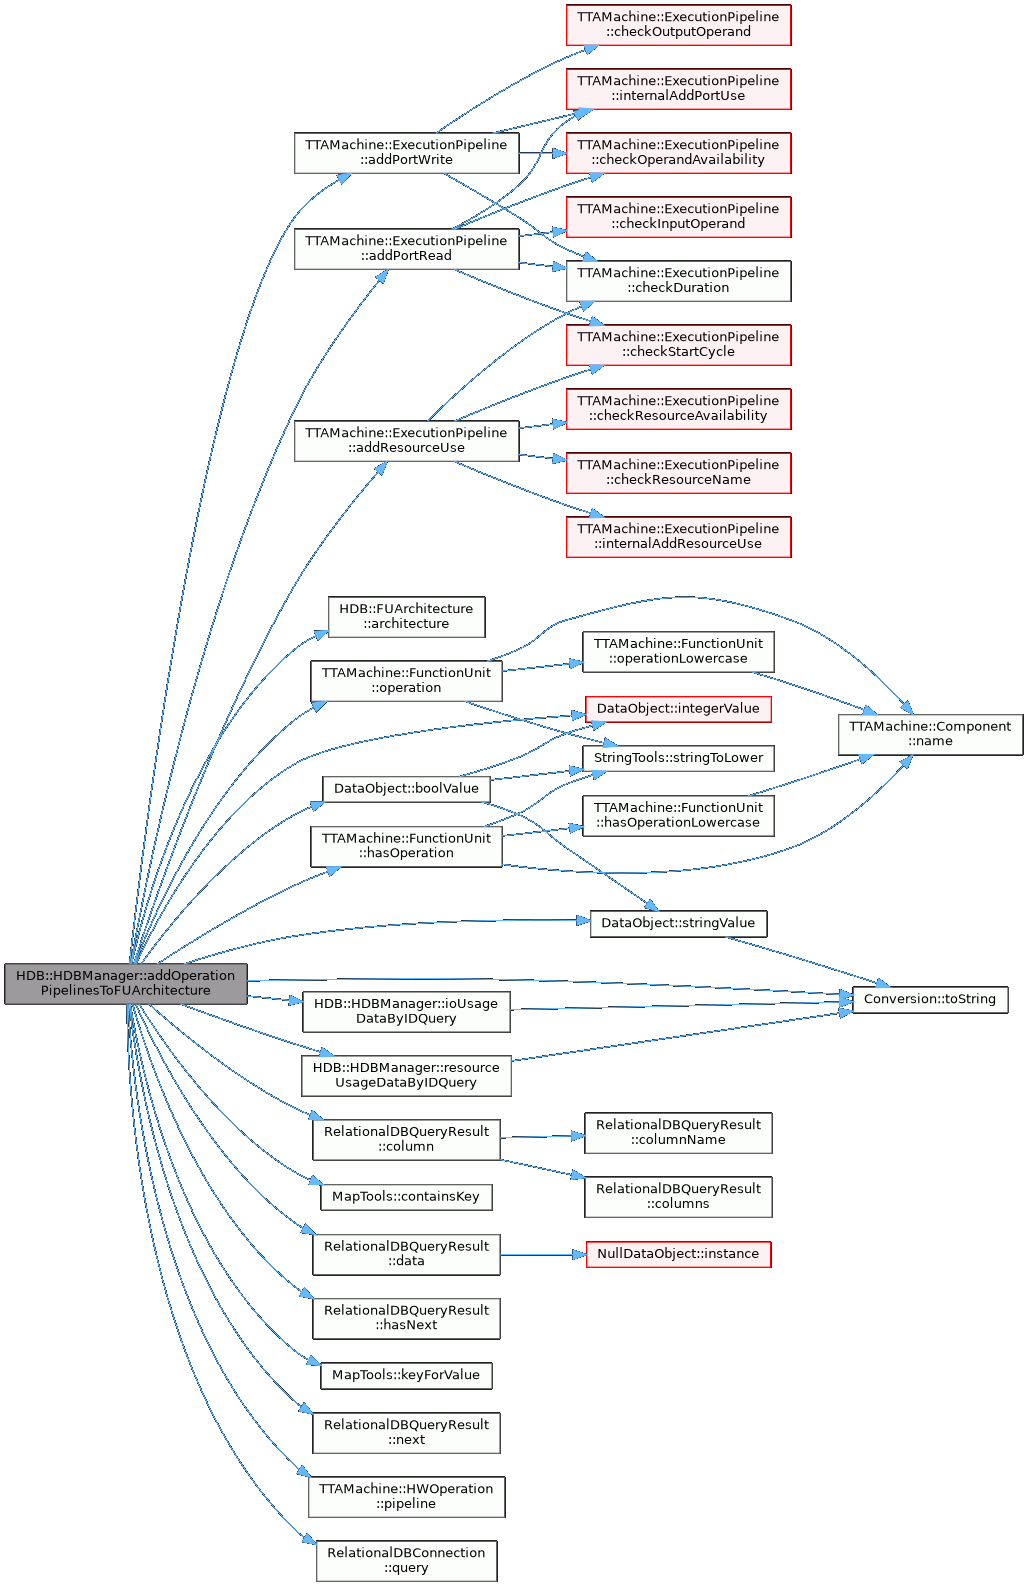 TTAMachine::ExecutionPipeline
::checkOutputOperand
TTAMachine::ExecutionPipeline
::internalAddPortUse
TTAMachine::ExecutionPipeline
::addPortWrite
TTAMachine::ExecutionPipeline
::checkOperandAvailability
TTAMachine::ExecutionPipeline
::checkInputOperand
TTAMachine::ExecutionPipeline
::addPortRead
TTAMachine::ExecutionPipeline
::checkDuration
TTAMachine::ExecutionPipeline
::checkStartCycle
TTAMachine::ExecutionPipeline
::checkResourceAvailability
TTAMachine::ExecutionPipeline
::addResourceUse
TTAMachine::ExecutionPipeline
::checkResourceName
TTAMachine::ExecutionPipeline
::internalAddResourceUse
HDB::FUArchitecture
::architecture
TTAMachine::FunctionUnit
::operationLowercase
TTAMachine::FunctionUnit
::operation
DataObject::integerValue
TTAMachine::Component
::name
StringTools::stringToLower
DataObject::boolValue
TTAMachine::FunctionUnit
::hasOperationLowercase
TTAMachine::FunctionUnit
::hasOperation
DataObject::stringValue
HDB::HDBManager::addOperation
PipelinesToFUArchitecture
Conversion::toString
HDB::HDBManager::ioUsage
DataByIDQuery
HDB::HDBManager::resource
UsageDataByIDQuery
RelationalDBQueryResult
::columnName
RelationalDBQueryResult
::column
RelationalDBQueryResult
::columns
MapTools::containsKey
RelationalDBQueryResult
::data
NullDataObject::instance
RelationalDBQueryResult
::hasNext
MapTools::keyForValue
RelationalDBQueryResult
::next
TTAMachine::HWOperation
::pipeline
RelationalDBConnection
::query